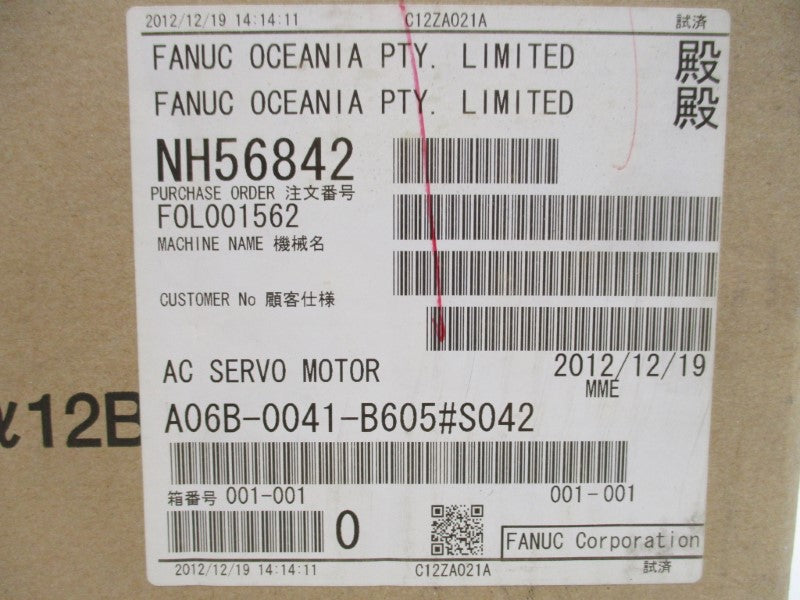 2012/12/19 14:14:11 C12ZA021A 試済
FANUC OCEANIA PTY. LIMITED 殿
FANUC OCEANIA PTY. LIMITED 殿
NH56842
PURCHASE ORDER 注文番号
FOL001562
MACHINE NAME 機械名
CUSTOMER No 顧客仕様
AC SERVO MOTOR 2012/12/19
MME
α12B
A06B-0041-B605#S042
箱番号 001-001 001-001
0
FANUC Corporation
2012/12/19 14:14:11 C12ZA021A 試済